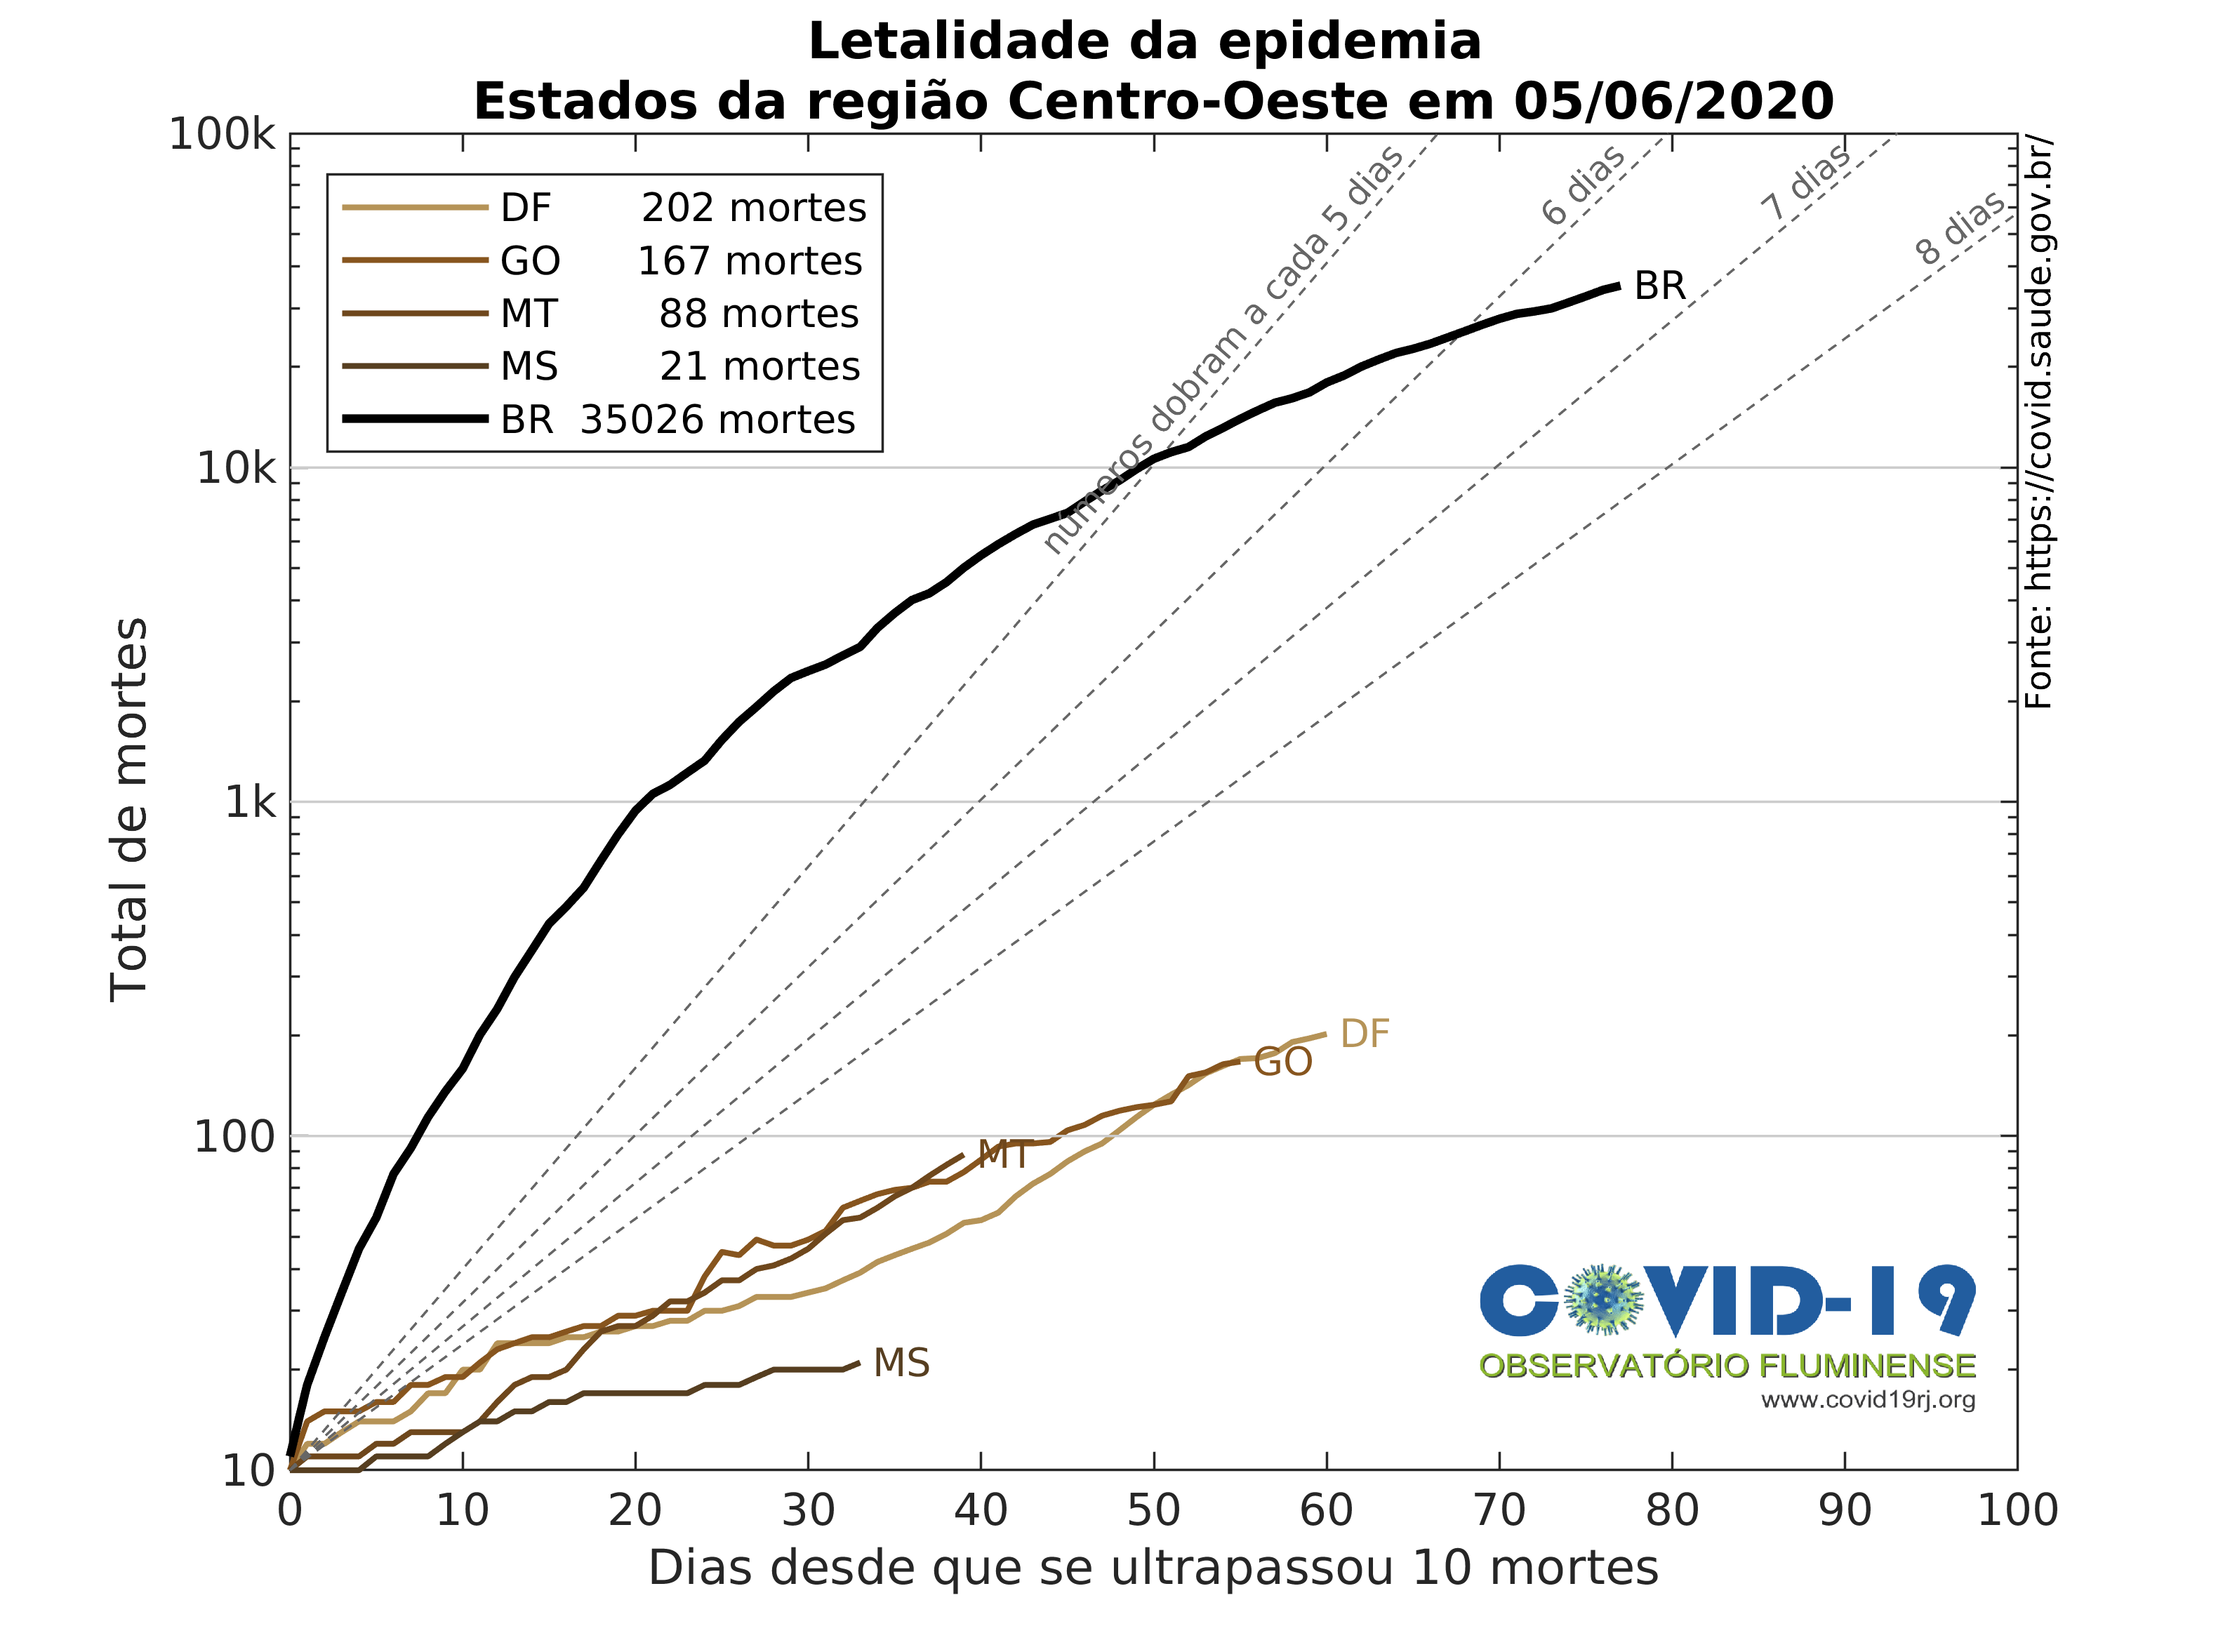 Letalidade da epidemia
Estados da região Centro-Oeste em 05/06/2020
100k
10k
1k
100
10
Total de mortes
DF 202 mortes
GO 167 mortes
MT 88 mortes
MS 21 mortes
BR 35026 mortes
numeros dobram a cada 5 dias
6 dias
7 dias
8 dias
BR
DF
GO
MT
MS
Fonte: https://covid.saude.gov.br/
COVID-19
OBSERVATÓRIO FLUMINENSE
www.covid19rj.org
0 10 20 30 40 50 60 70 80 90 100
Dias desde que se ultrapassou 10 mortes